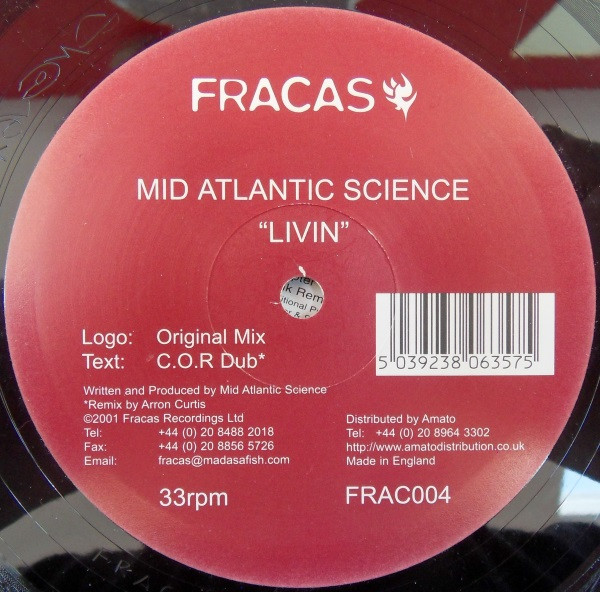 FRACAS
MID ATLANTIC SCIENCE
“LIVIN”
k Rem
itional P
Logo: Original Mix
Text: C.O.R Dub*
5 039238 063575
Written and Produced by Mid Atlantic Science
*Remix by Arron Curtis
©2001 Fracas Recordings Ltd
Tel: +44 (0) 20 8488 2018
Fax: +44 (0) 20 8856 5726
Email: fracas@madasafish.com
Distributed by Amato
Tel: +44 (0) 20 8964 3302
http://www.amatodistribution.co.uk
Made in England
33rpm
FRAC004
FRAC